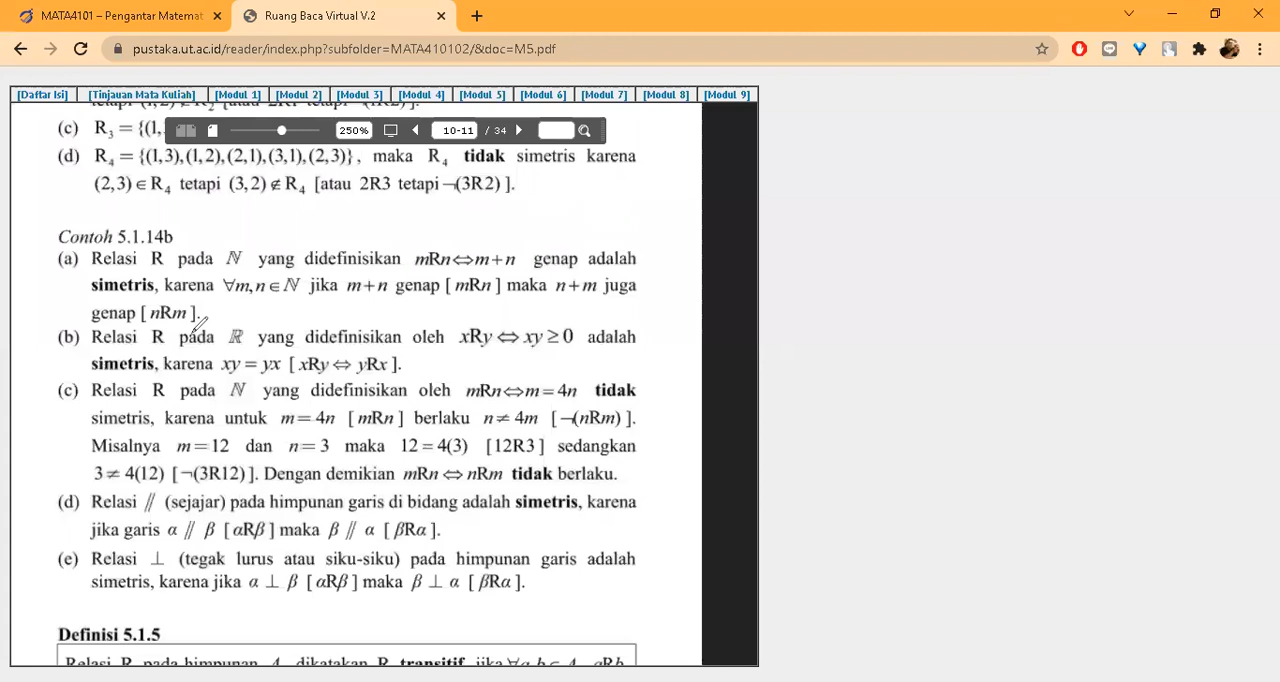 MATA4101 – Pengantar Matemat
Ruang Baca Virtual V.2
pustaka.ut.ac.id/reader/index.php?subfolder=MATA410102/&doc=M5.pdf
[Daftar Isi] [Tinjauan Mata Kuliah] [Modul 1] [Modul 2] [Modul 3] [Modul 4] [Modul 5] [Modul 6] [Modul 7] [Modul 8] [Modul 9]
250% 10-11 / 34
(c) R₃ = {(1,
(d) R₄ = {(1,3),(1,2),(2,1),(3,1),(2,3)}, maka R₄ tidak simetris karena
(2,3) ∈ R₄ tetapi (3,2) ∉ R₄ [atau 2R3 tetapi ¬(3R2)].
Contoh 5.1.14b
(a) Relasi R pada ℕ yang didefinisikan mRn⇔m+n genap adalah
simetris, karena ∀m,n∈ℕ jika m+n genap [mRn] maka n+m juga
genap [nRm].
(b) Relasi R pada ℝ yang didefinisikan oleh xRy⇔xy≥0 adalah
simetris, karena xy = yx [xRy⇔yRx].
(c) Relasi R pada ℕ yang didefinisikan oleh mRn⇔m=4n tidak
simetris, karena untuk m=4n [mRn] berlaku n≠4m [¬(nRm)].
Misalnya m=12 dan n=3 maka 12=4(3) [12R3] sedangkan
3≠4(12) [¬(3R12)]. Dengan demikian mRn⇔nRm tidak berlaku.
(d) Relasi // (sejajar) pada himpunan garis di bidang adalah simetris, karena
jika garis α // β [αRβ] maka β // α [βRα].
(e) Relasi ⊥ (tegak lurus atau siku-siku) pada himpunan garis adalah
simetris, karena jika α ⊥ β [αRβ] maka β ⊥ α [βRα].
Definisi 5.1.5
Relasi R pada himpunan A dikatakan R transitif jika ∀a,b∈A, aRb